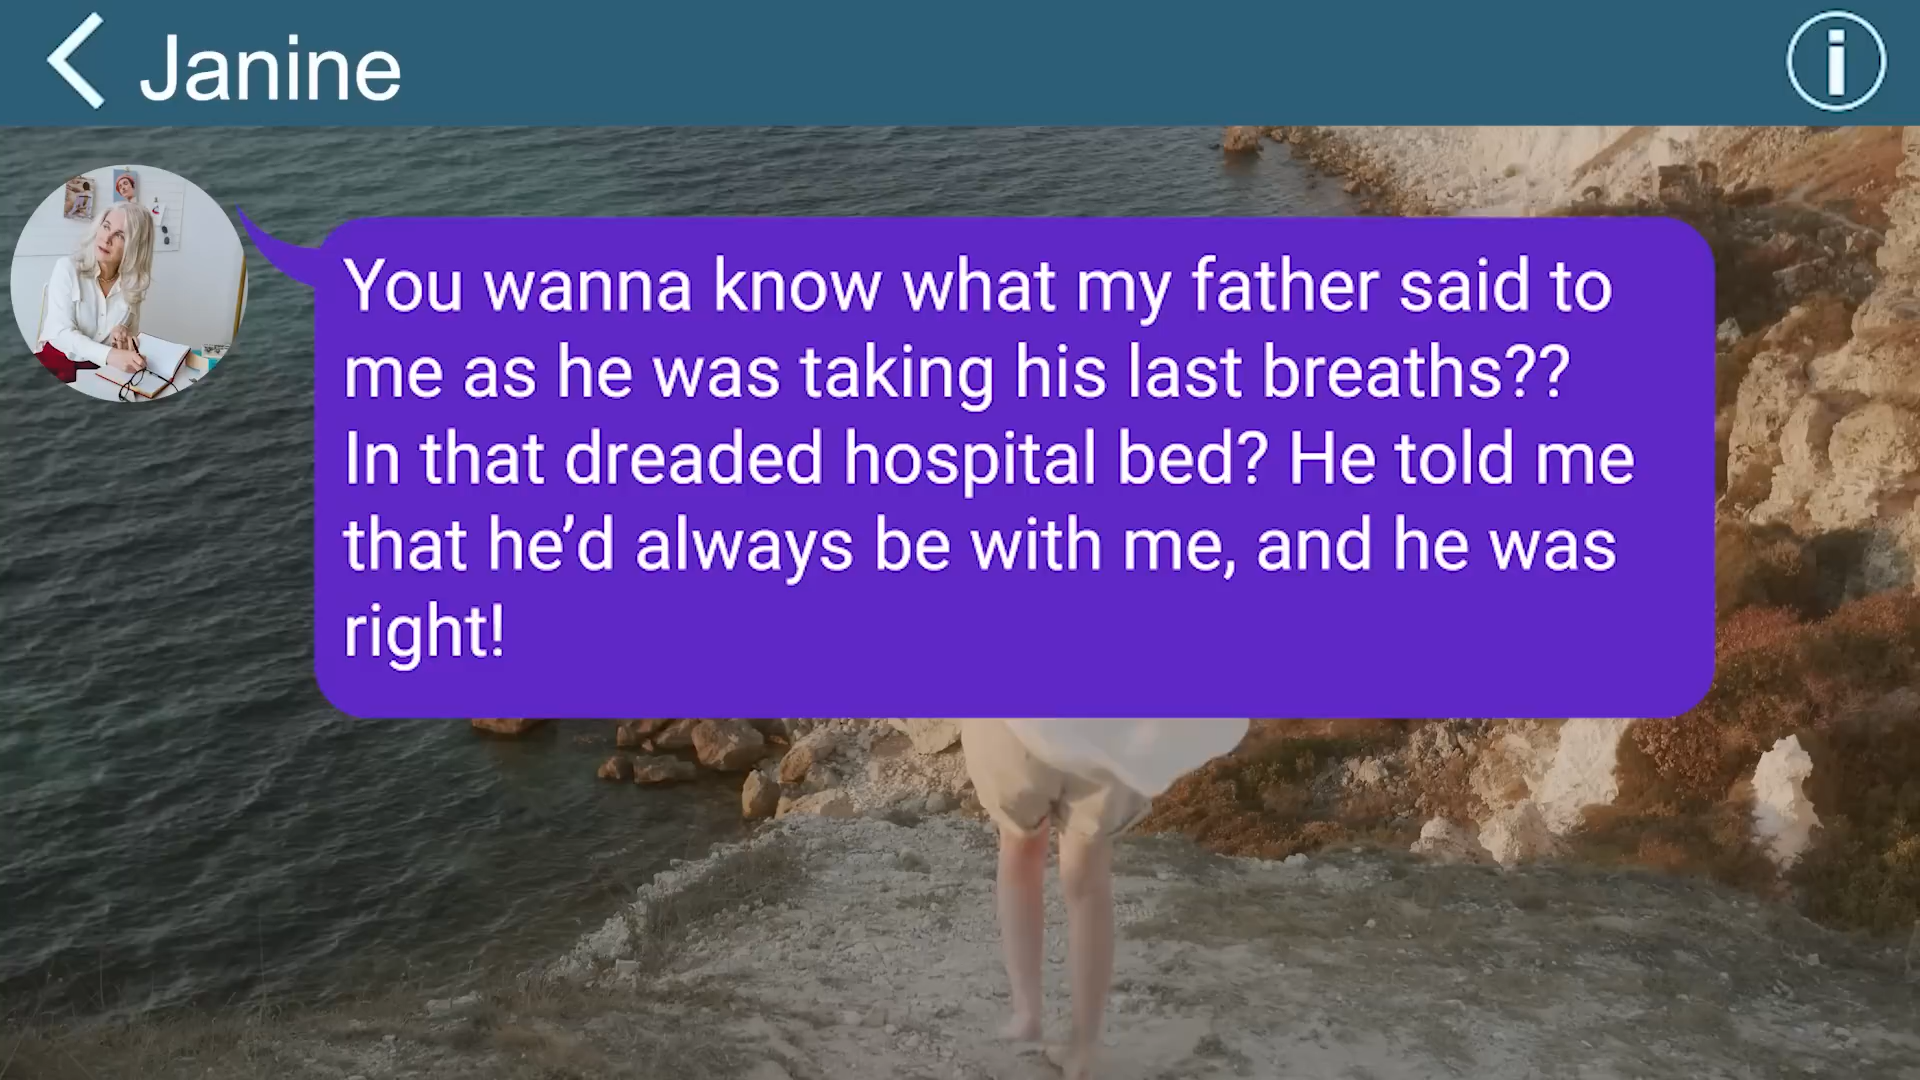 Janine
You wanna know what my father said to
me as he was taking his last breaths??
In that dreaded hospital bed? He told me
that he’d always be with me, and he was
right!